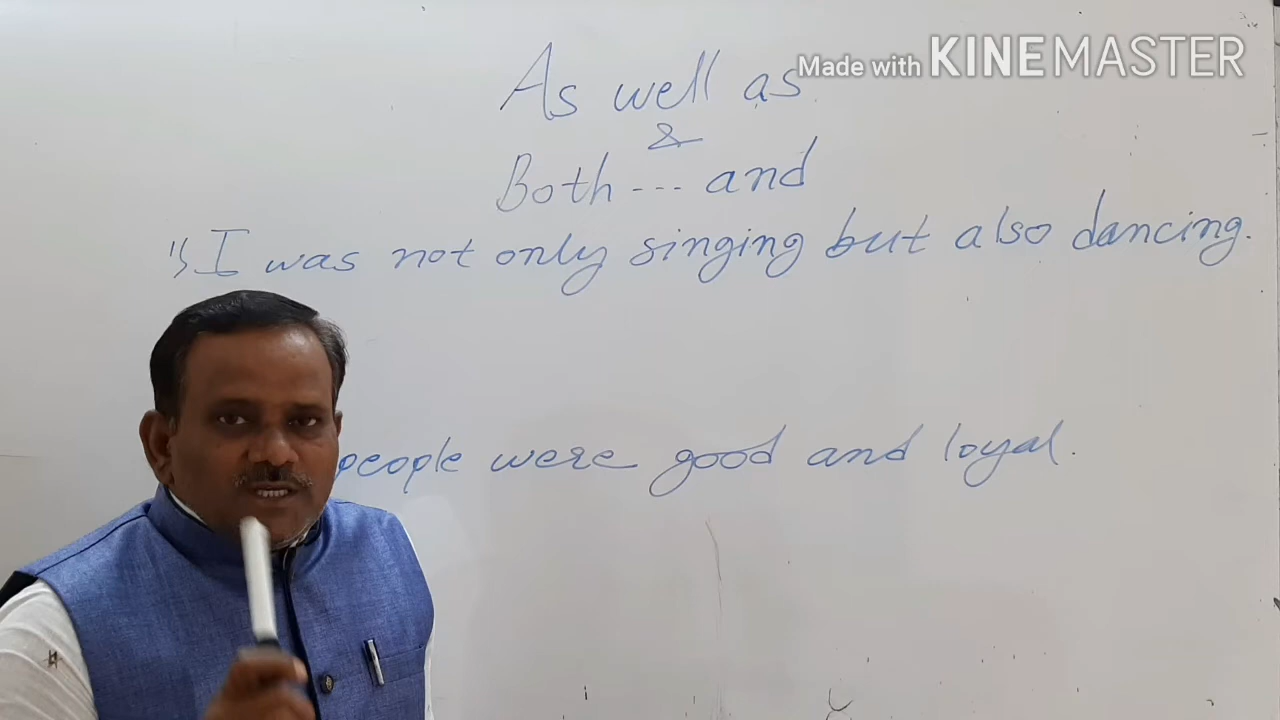 Made with KINEMASTER
As well as
&
Both --- and
1) I was not only singing but also dancing.
people were good and loyal.